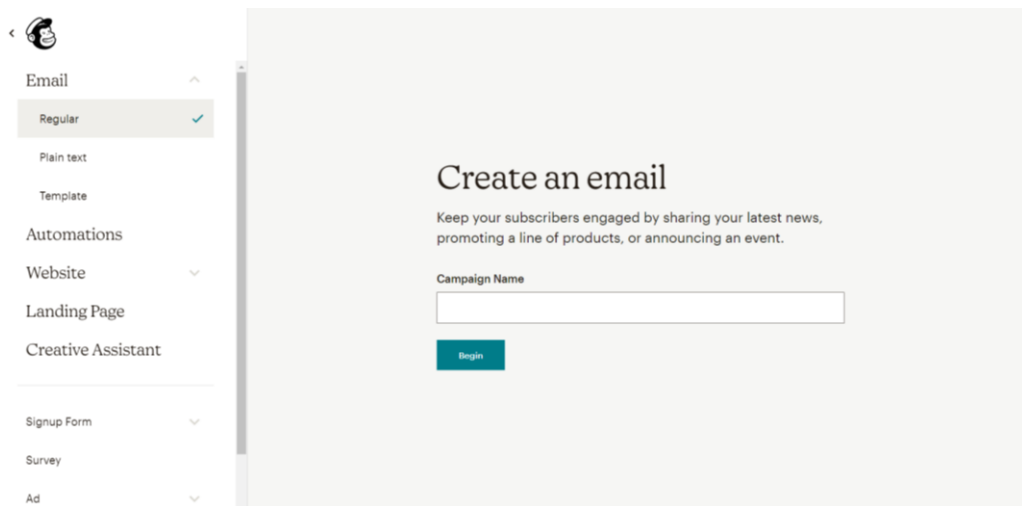 Email
Regular
Plain text
Template
Automations
Website
Landing Page
Creative Assistant
Signup Form
Survey
Ad
Create an email
Keep your subscribers engaged by sharing your latest news,
promoting a line of products, or announcing an event.
Campaign Name
Begin